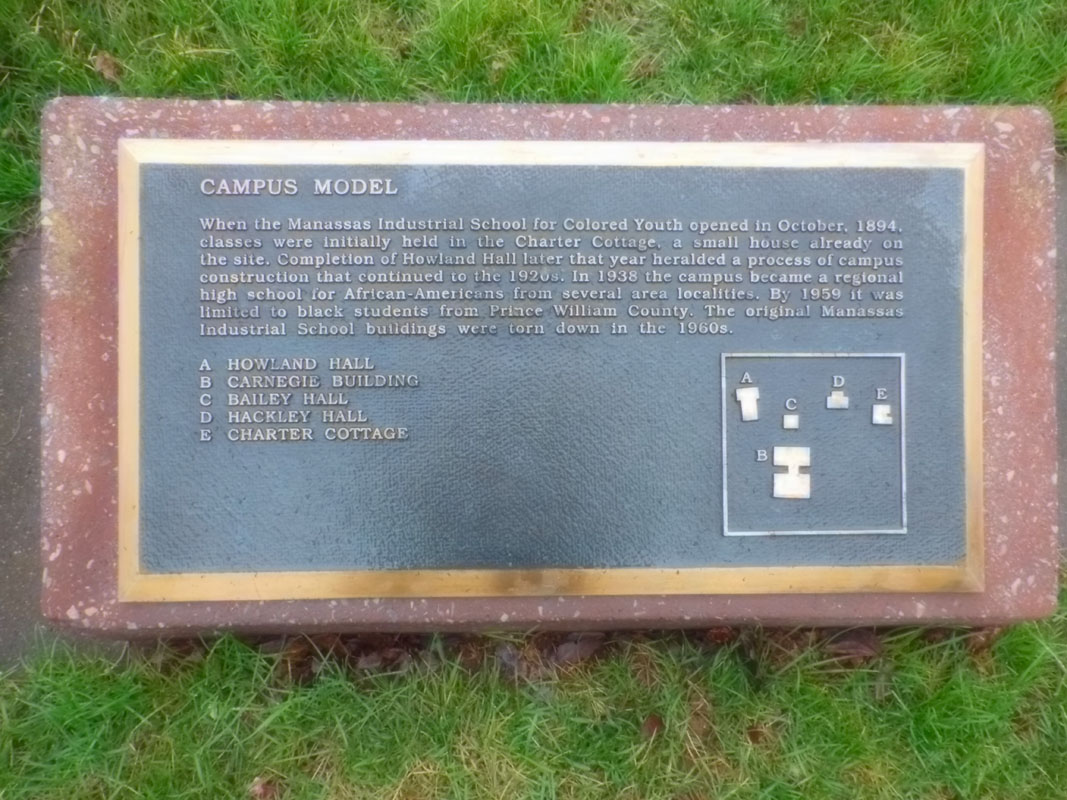 CAMPUS MODEL
When the Manassas Industrial School for Colored Youth opened in October, 1894,
classes were initially held in the Charter Cottage, a small house already on
the site. Completion of Howland Hall later that year heralded a process of campus
construction that continued to the 1920s. In 1938 the campus became a regional
high school for African-Americans from several area localities. By 1959 it was
limited to black students from Prince William County. The original Manassas
Industrial School buildings were torn down in the 1960s.
A HOWLAND HALL
B CARNEGIE BUILDING
C BAILEY HALL
D HACKLEY HALL
E CHARTER COTTAGE
A
D
E
C
B